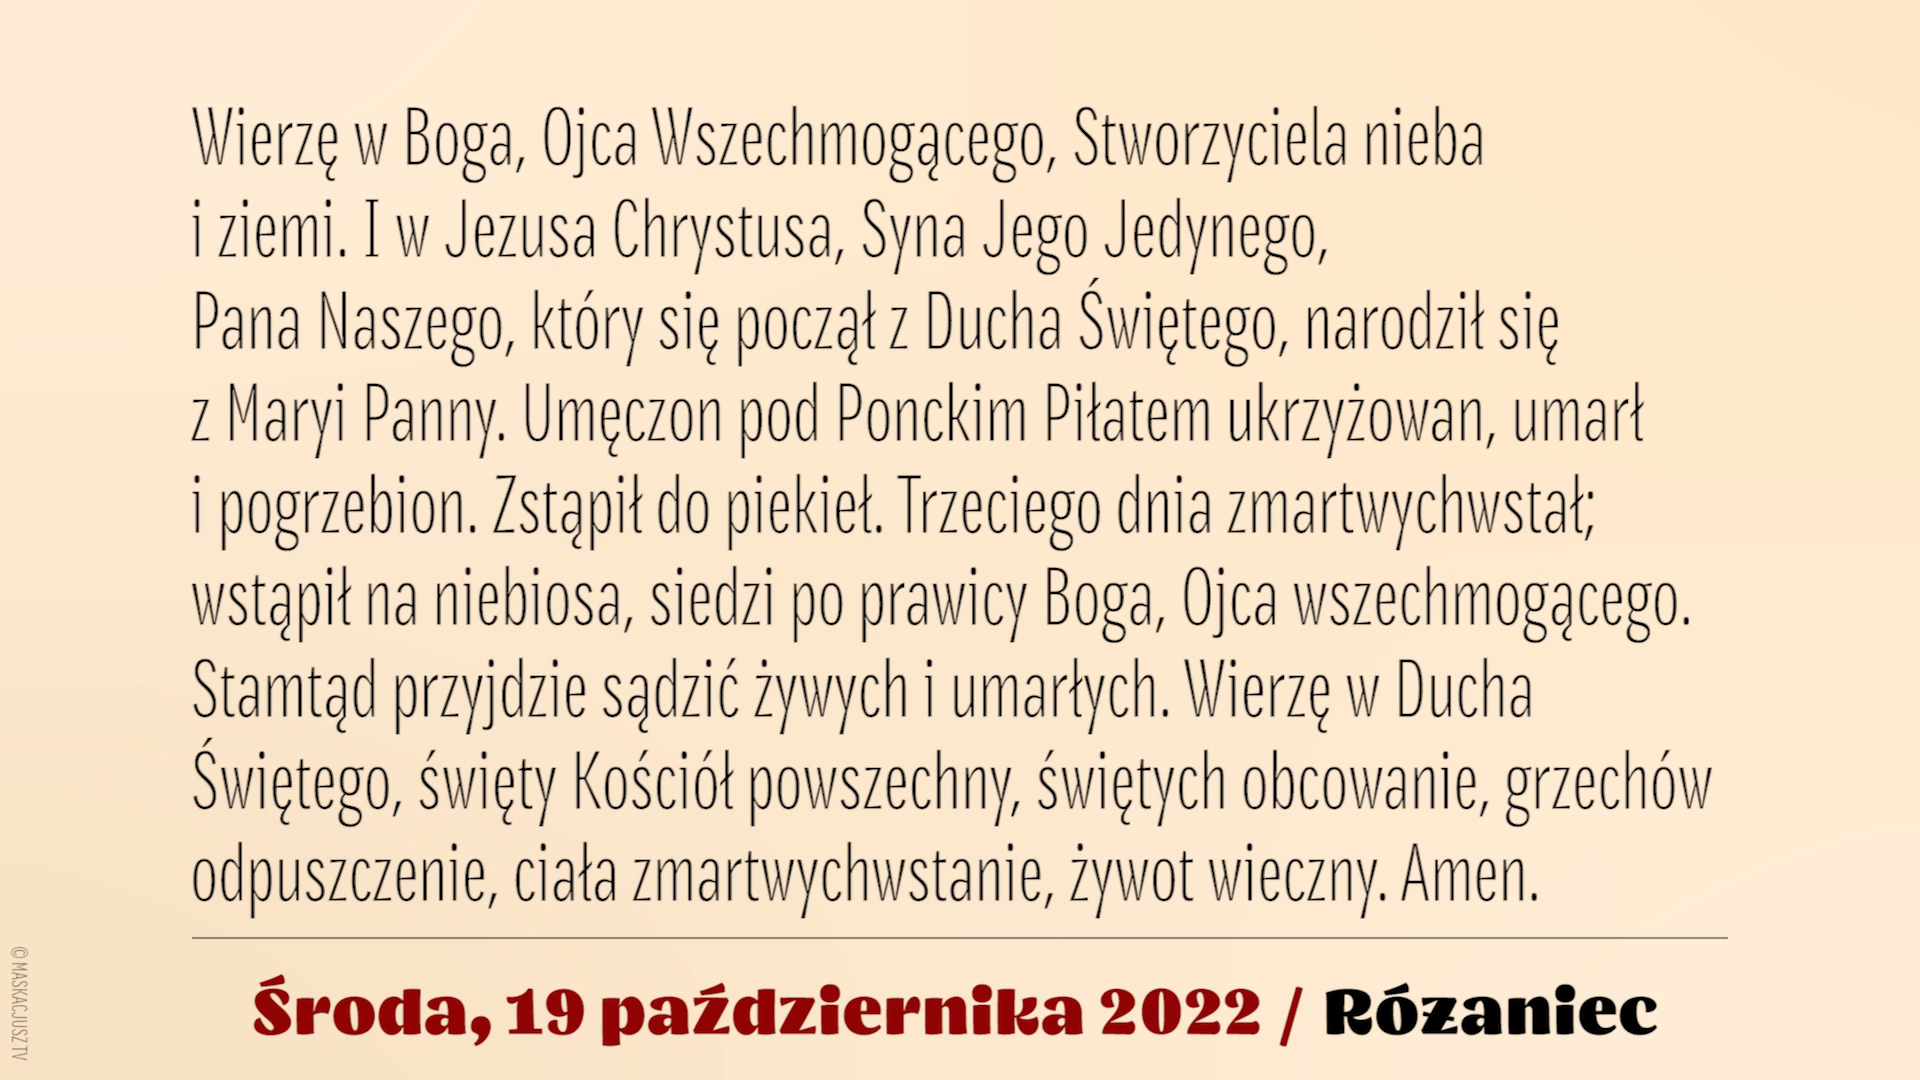 Wierzę w Boga, Ojca Wszechmogącego, Stworzyciela nieba
i ziemi. I w Jezusa Chrystusa, Syna Jego Jedynego,
Pana Naszego, który się począł z Ducha Świętego, narodził się
z Maryi Panny. Umęczon pod Ponckim Piłatem ukrzyżowan, umarł
i pogrzebion. Zstąpił do piekieł. Trzeciego dnia zmartwychwstał;
wstąpił na niebiosa, siedzi po prawicy Boga, Ojca wszechmogącego.
Stamtąd przyjdzie sądzić żywych i umarłych. Wierzę w Ducha
Świętego, święty Kościół powszechny, świętych obcowanie, grzechów
odpuszczenie, ciała zmartwychwstanie, żywot wieczny. Amen.
Środa, 19 października 2022 / Różaniec
© MASKACJUSZ TV